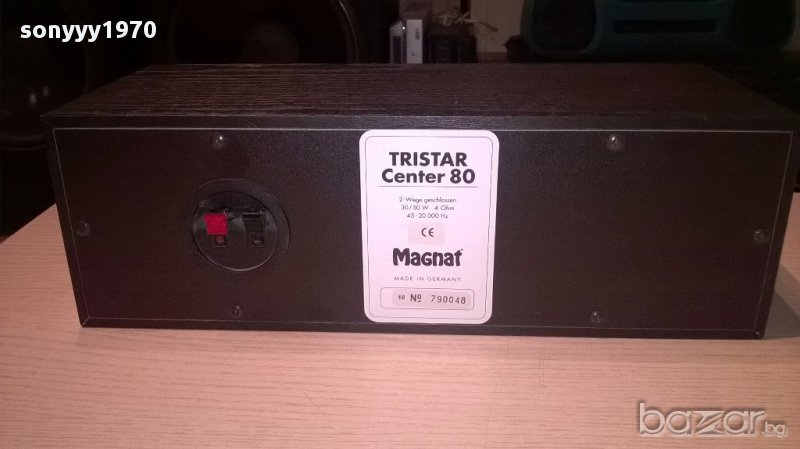 sonyyy1970
TRISTAR
Center 80
2-Wege geschlossen
30/50 W - 4 Ohm
45-20 000 Hz
CE
Magnat
MADE IN GERMANY
10 No 790048
bazar.bg